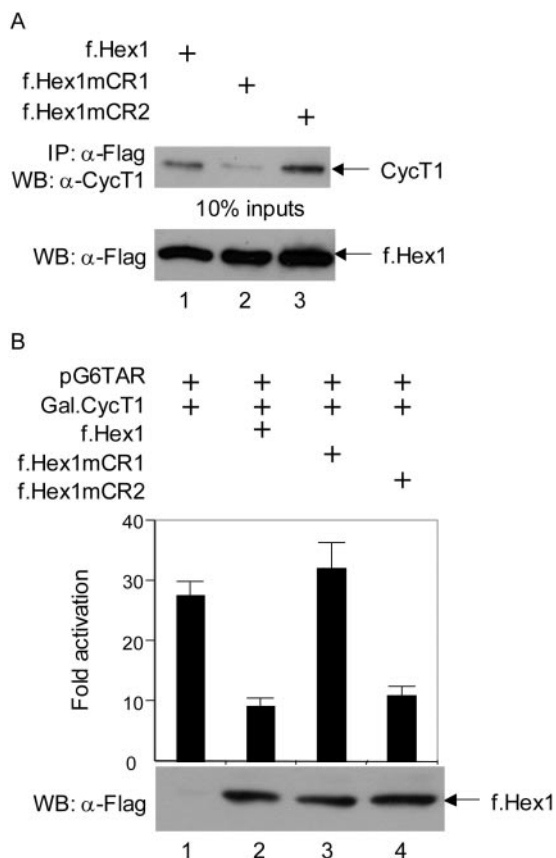 A
f.Hex1 +
f.Hex1mCR1 +
f.Hex1mCR2 +
IP: α-Flag
WB: α-CycT1
CycT1
10% inputs
WB: α-Flag
f.Hex1
1 2 3
B
pG6TAR + + + +
Gal.CycT1 + + + +
f.Hex1 +
f.Hex1mCR1 +
f.Hex1mCR2 +
Fold activation
40
30
20
10
0
WB: α-Flag
f.Hex1
1 2 3 4